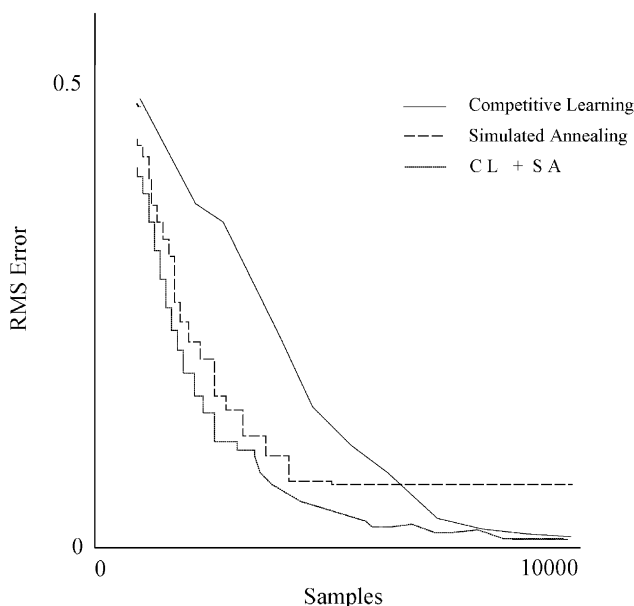 0.5
Competitive Learning
Simulated Annealing
C L + S A
RMS Error
0
0
10000
Samples